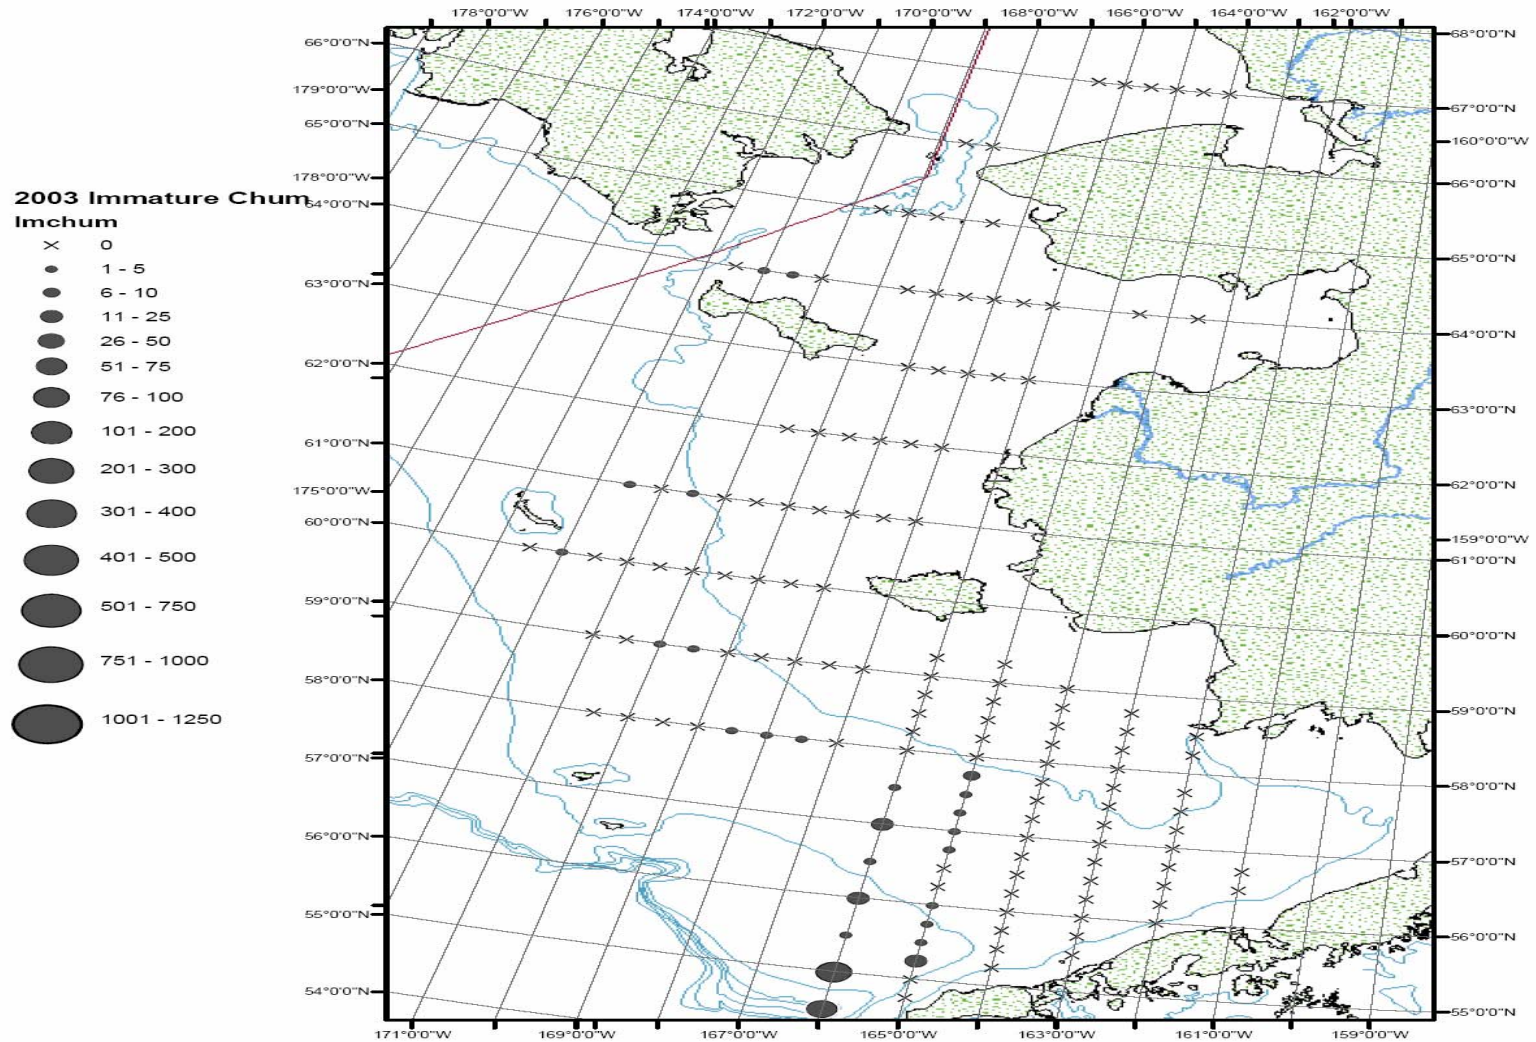 178°0'0"W 176°0'0"W 174°0'0"W 172°0'0"W 170°0'0"W 168°0'0"W 166°0'0"W 164°0'0"W 162°0'0"W
66°0'0"N
68°0'0"N
179°0'0"W
67°0'0"N
65°0'0"N
160°0'0"W
178°0'0"W
66°0'0"N
2003 Immature Chum
64°0'0"N
Imchum
0
65°0'0"N
1 - 5
63°0'0"N
6 - 10
11 - 25
64°0'0"N
26 - 50
62°0'0"N
51 - 75
76 - 100
63°0'0"N
101 - 200
61°0'0"N
201 - 300
62°0'0"N
175°0'0"W
301 - 400
60°0'0"N
159°0'0"W
401 - 500
61°0'0"N
59°0'0"N
501 - 750
60°0'0"N
751 - 1000
58°0'0"N
59°0'0"N
1001 - 1250
57°0'0"N
58°0'0"N
56°0'0"N
57°0'0"N
55°0'0"N
56°0'0"N
54°0'0"N
55°0'0"N
171°0'0"W 169°0'0"W 167°0'0"W 165°0'0"W 163°0'0"W 161°0'0"W 159°0'0"W